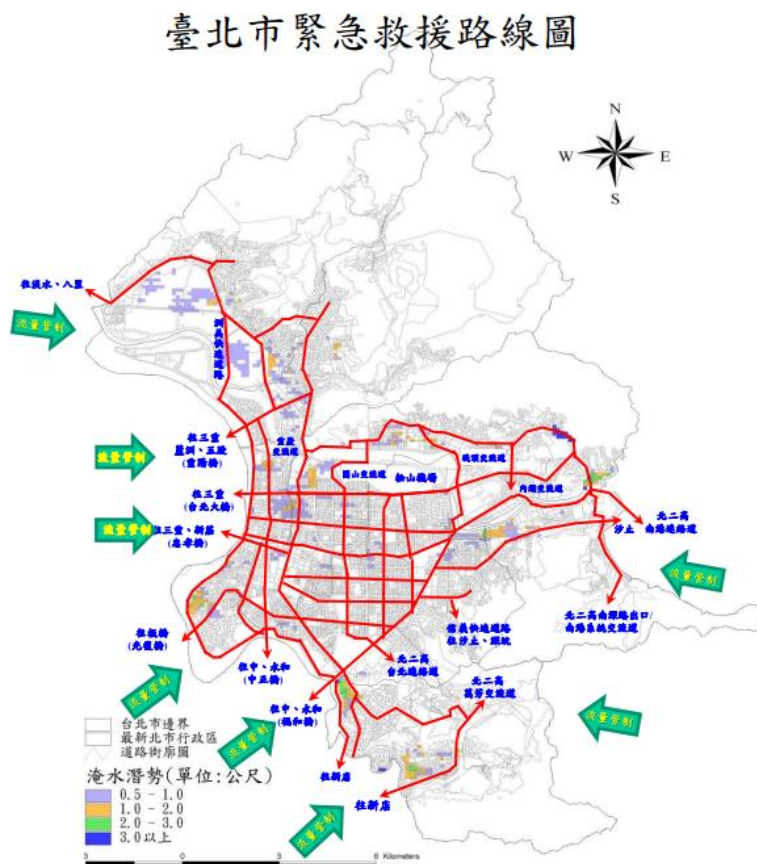 臺北市緊急救援路線圖
N
W
E
S
往淡水、八里
流量管制
洲美快速道路
往三重
蘆洲、五股
(重陽橋)
重慶
交流道
流量管制
圓山交流道
松山機場
成功交流道
內湖交流道
往三重
(台北大橋)
流量管制
往三重、新莊
(忠孝橋)
北二高
南港連絡道
汐止
流量管制
北二高南深路出口/
南港系統交流道
信義快速道路
往汐止、深坑
往板橋
(光復橋)
往中、永和
(中正橋)
北二高
台北連絡道
北二高
萬芳交流道
往中、永和
(福和橋)
流量管制
流量管制
流量管制
往新店
往新店
流量管制
台北市邊界
最新北市行政區
道路街廓圖
淹水潛勢(單位:公尺)
0.5 - 1.0
1.0 - 2.0
2.0 - 3.0
3.0以上
3
0
3
6 Kilometers